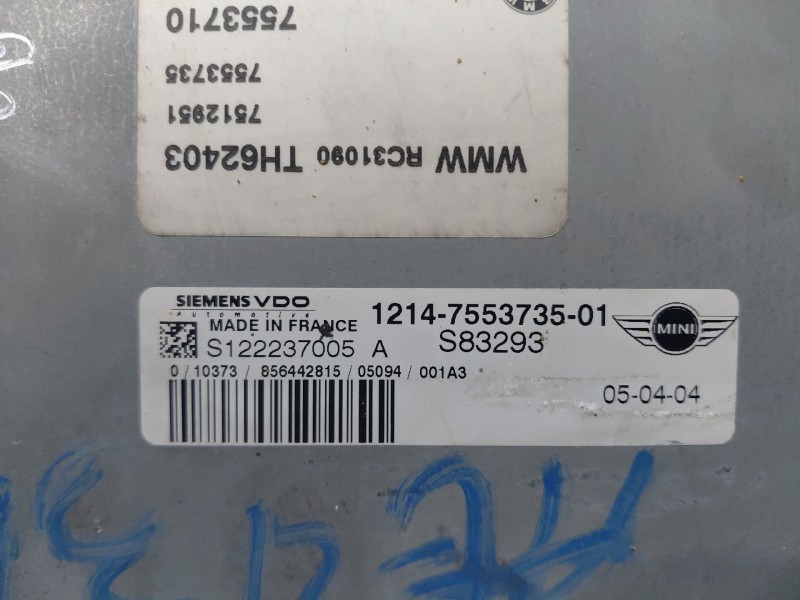 WMW RC31090 TH62403
7512951
7553735
7553710
SIEMENS VDO
Automotive
MADE IN FRANCE
1214-7553735-01
MINI
S122237005 A
S83293
0/10373/856442815/05094/001A3
05-04-04